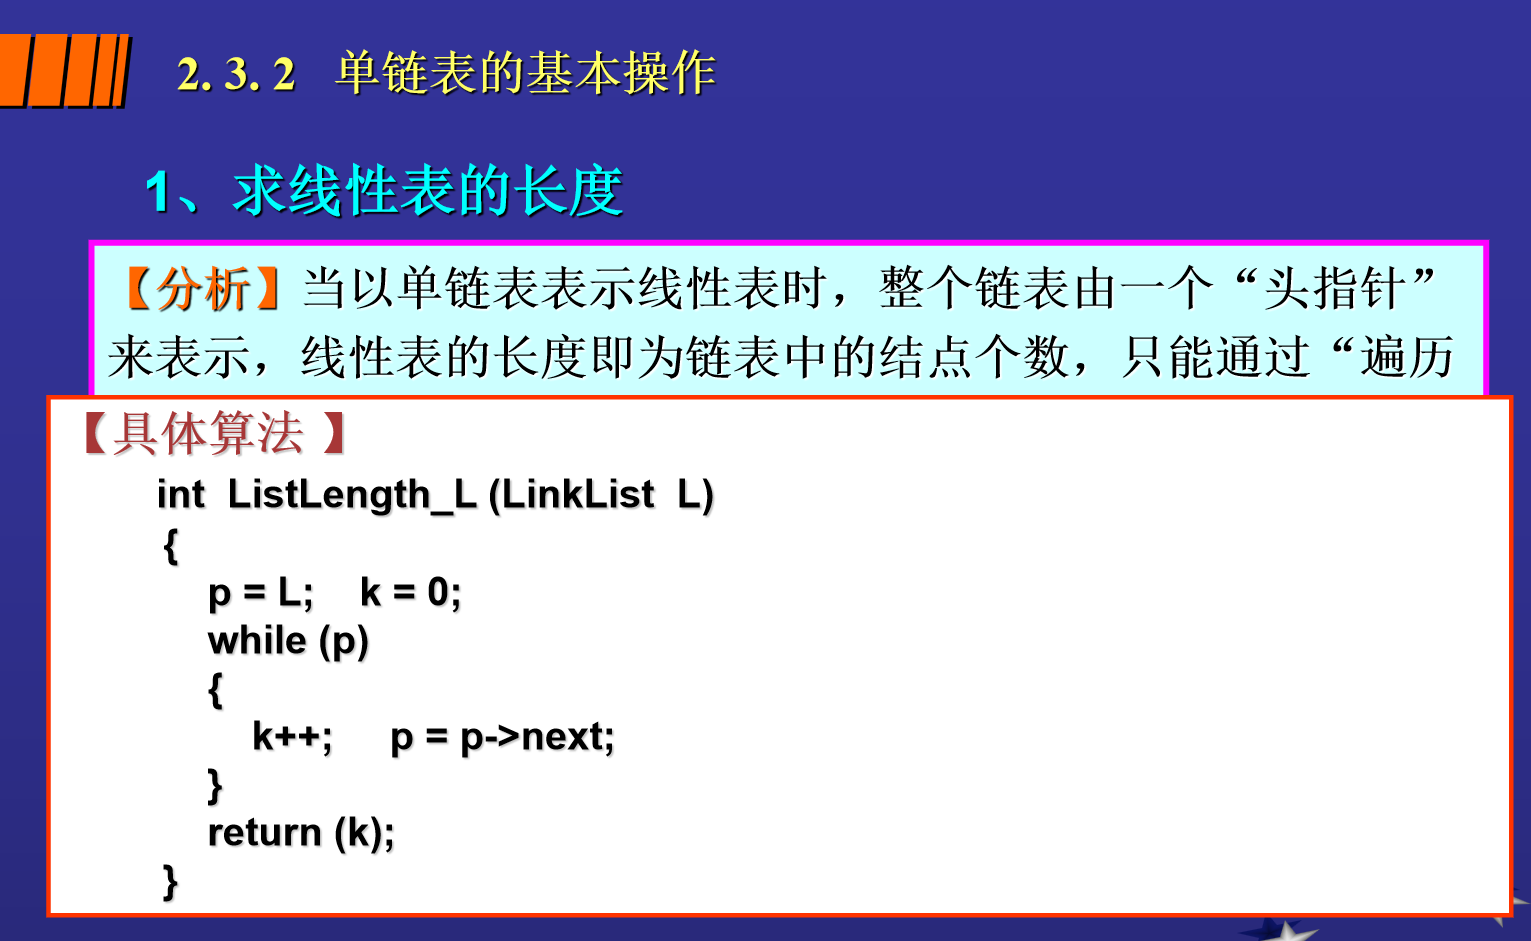 2. 3. 2 单链表的基本操作
1、求线性表的长度
【分析】当以单链表表示线性表时，整个链表由一个“头指针”
来表示，线性表的长度即为链表中的结点个数，只能通过“遍历
【具体算法 】
int ListLength_L (LinkList L)
{
p = L; k = 0;
while (p)
{
k++; p = p->next;
}
return (k);
}